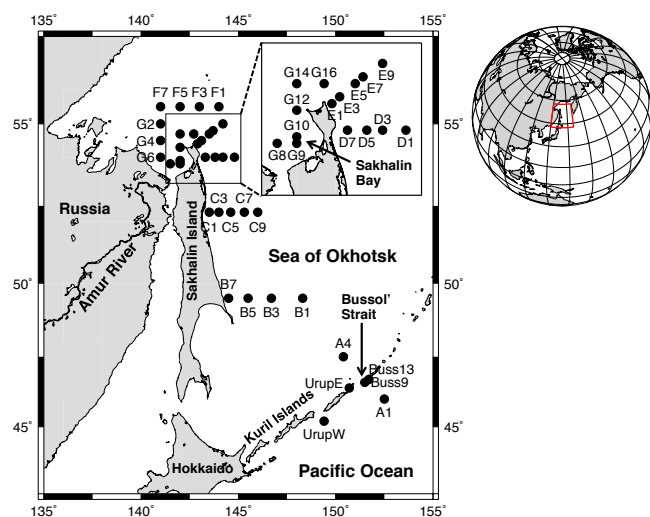 135˚ 140˚ 145˚ 150˚ 155˚
G14 G16 E9
F7 F5 F3 F1
E7
G12 E5
E3
G2 E1
55˚ 55˚
G10 D3
G4
D7 D5 D1
G6 G8 G9
Sakhalin
Bay
Russia
C3 C7
C1 C5 C9
Sakhalin Island
Amur River
Sea of Okhotsk
50˚ 50˚
B7
B5 B3 B1
Bussol'
Strait
A4
Buss13
UrupE Buss9
A1
Kuril Islands
UrupW
45˚ 45˚
Hokkaido
Pacific Ocean
135˚ 140˚ 145˚ 150˚ 155˚